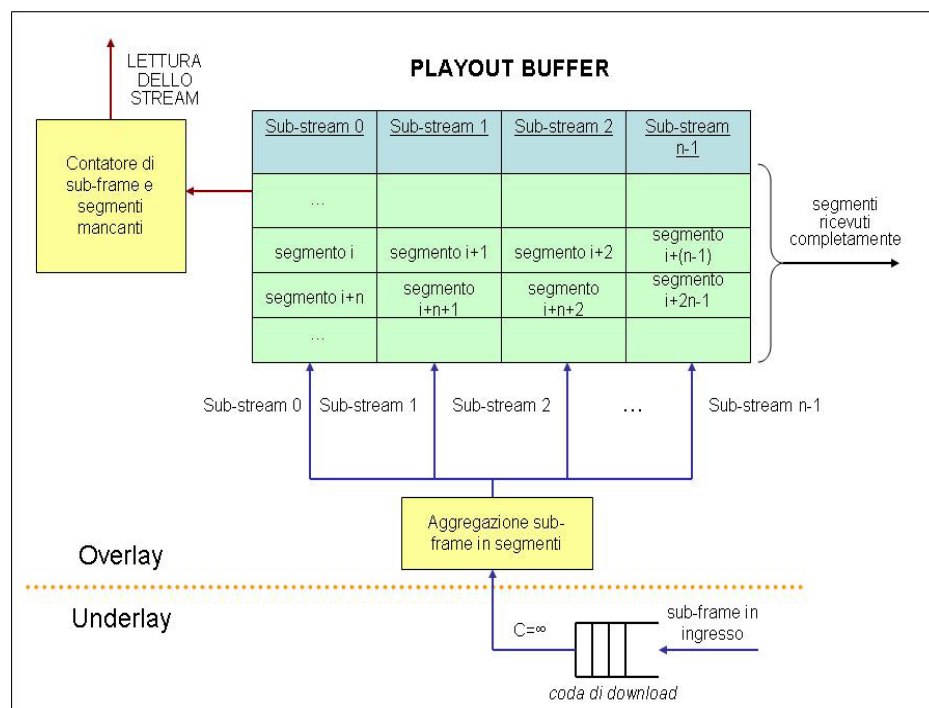 LETTURA
DELLO
STREAM
PLAYOUT BUFFER
Sub-stream 0
Sub-stream 1
Sub-stream 2
Sub-stream
n-1
Contatore di
sub-frame e
segmenti
mancanti
...
segmento i
segmento i+1
segmento i+2
segmento
i+(n-1)
segmento i+n
segmento
i+n+1
segmento
i+n+2
segmento
i+2n-1
...
segmenti
ricevuti
completamente
Sub-stream 0
Sub-stream 1
Sub-stream 2
...
Sub-stream n-1
Aggregazione sub-
frame in segmenti
Overlay
Underlay
C=∞
sub-frame in
ingresso
coda di download